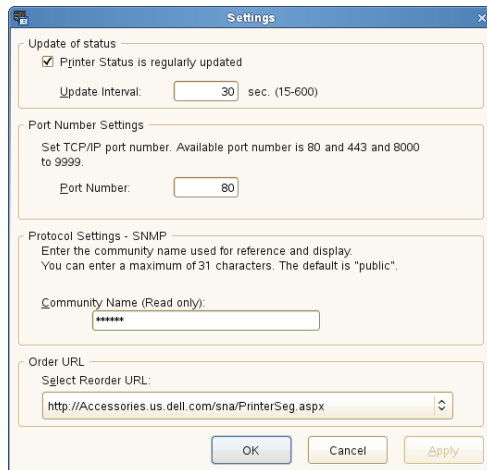 Settings
Update of status
Printer Status is regularly updated
Update Interval: 30 sec. (15-600)
Port Number Settings
Set TCP/IP port number. Available port number is 80 and 443 and 8000
to 9999.
Port Number: 80
Protocol Settings - SNMP
Enter the community name used for reference and display.
You can enter a maximum of 31 characters. The default is "public".
Community Name (Read only):
******
Order URL
Select Reorder URL:
http://Accessories.us.dell.com/sna/PrinterSeg.aspx
OK Cancel Apply